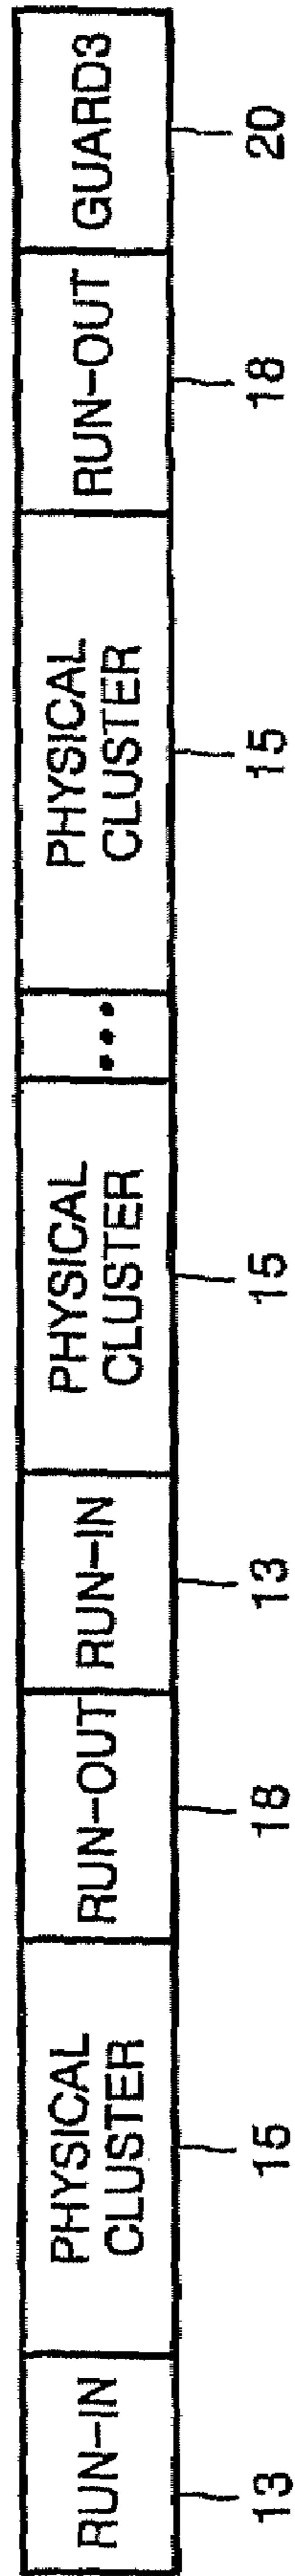 RUN-IN
PHYSICAL
CLUSTER
RUN-OUT
RUN-IN
PHYSICAL
CLUSTER
•••
PHYSICAL
CLUSTER
RUN-OUT
GUARD3
13
15
18
13
15
15
18
20